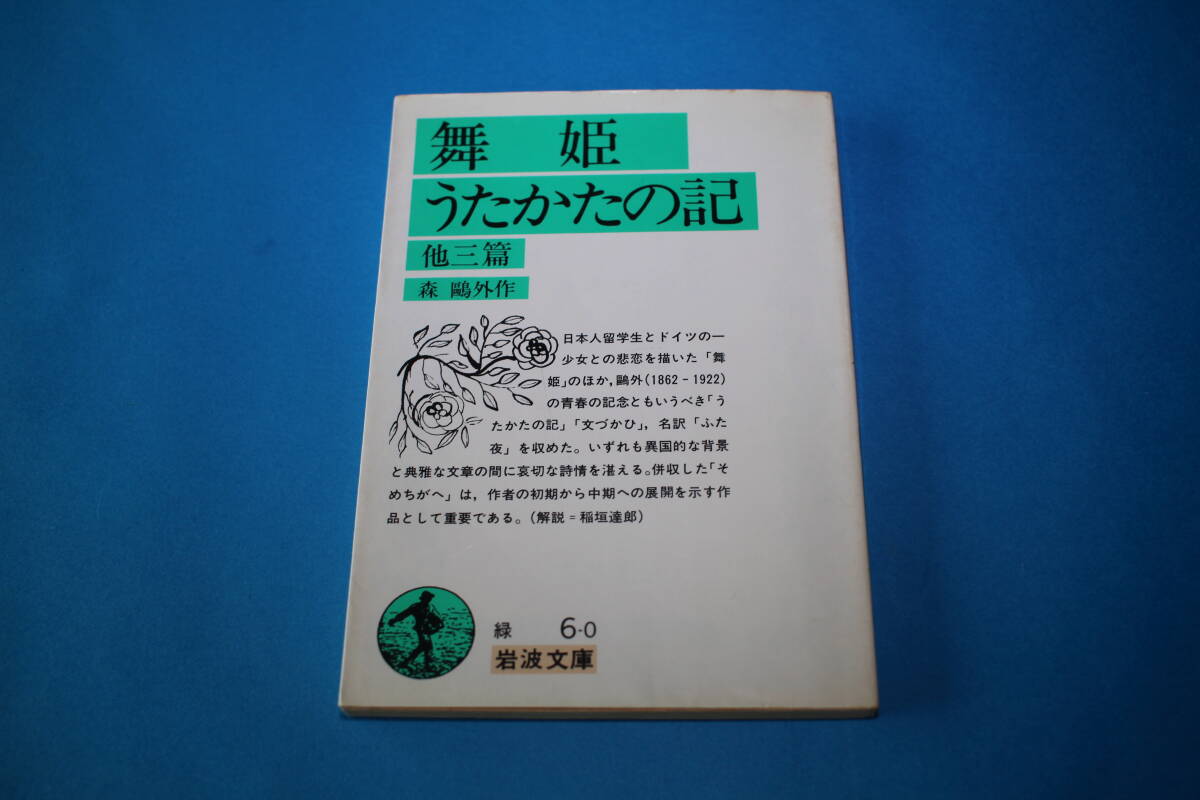 舞姫
うたかたの記
他三篇
森 鷗外作
日本人留学生とドイツの一
少女との悲恋を描いた「舞
姫」のほか,鷗外(1862－1922)
の青春の記念ともいうべき「う
たかたの記」「文づかひ」,名訳「ふた
夜」を収めた。いずれも異国的な背景
と典雅な文章の間に哀切な詩情を湛える。併収した「そ
めちがへ」は,作者の初期から中期への展開を示す作
品として重要である。(解説＝稲垣達郎)
緑 6-0
岩波文庫